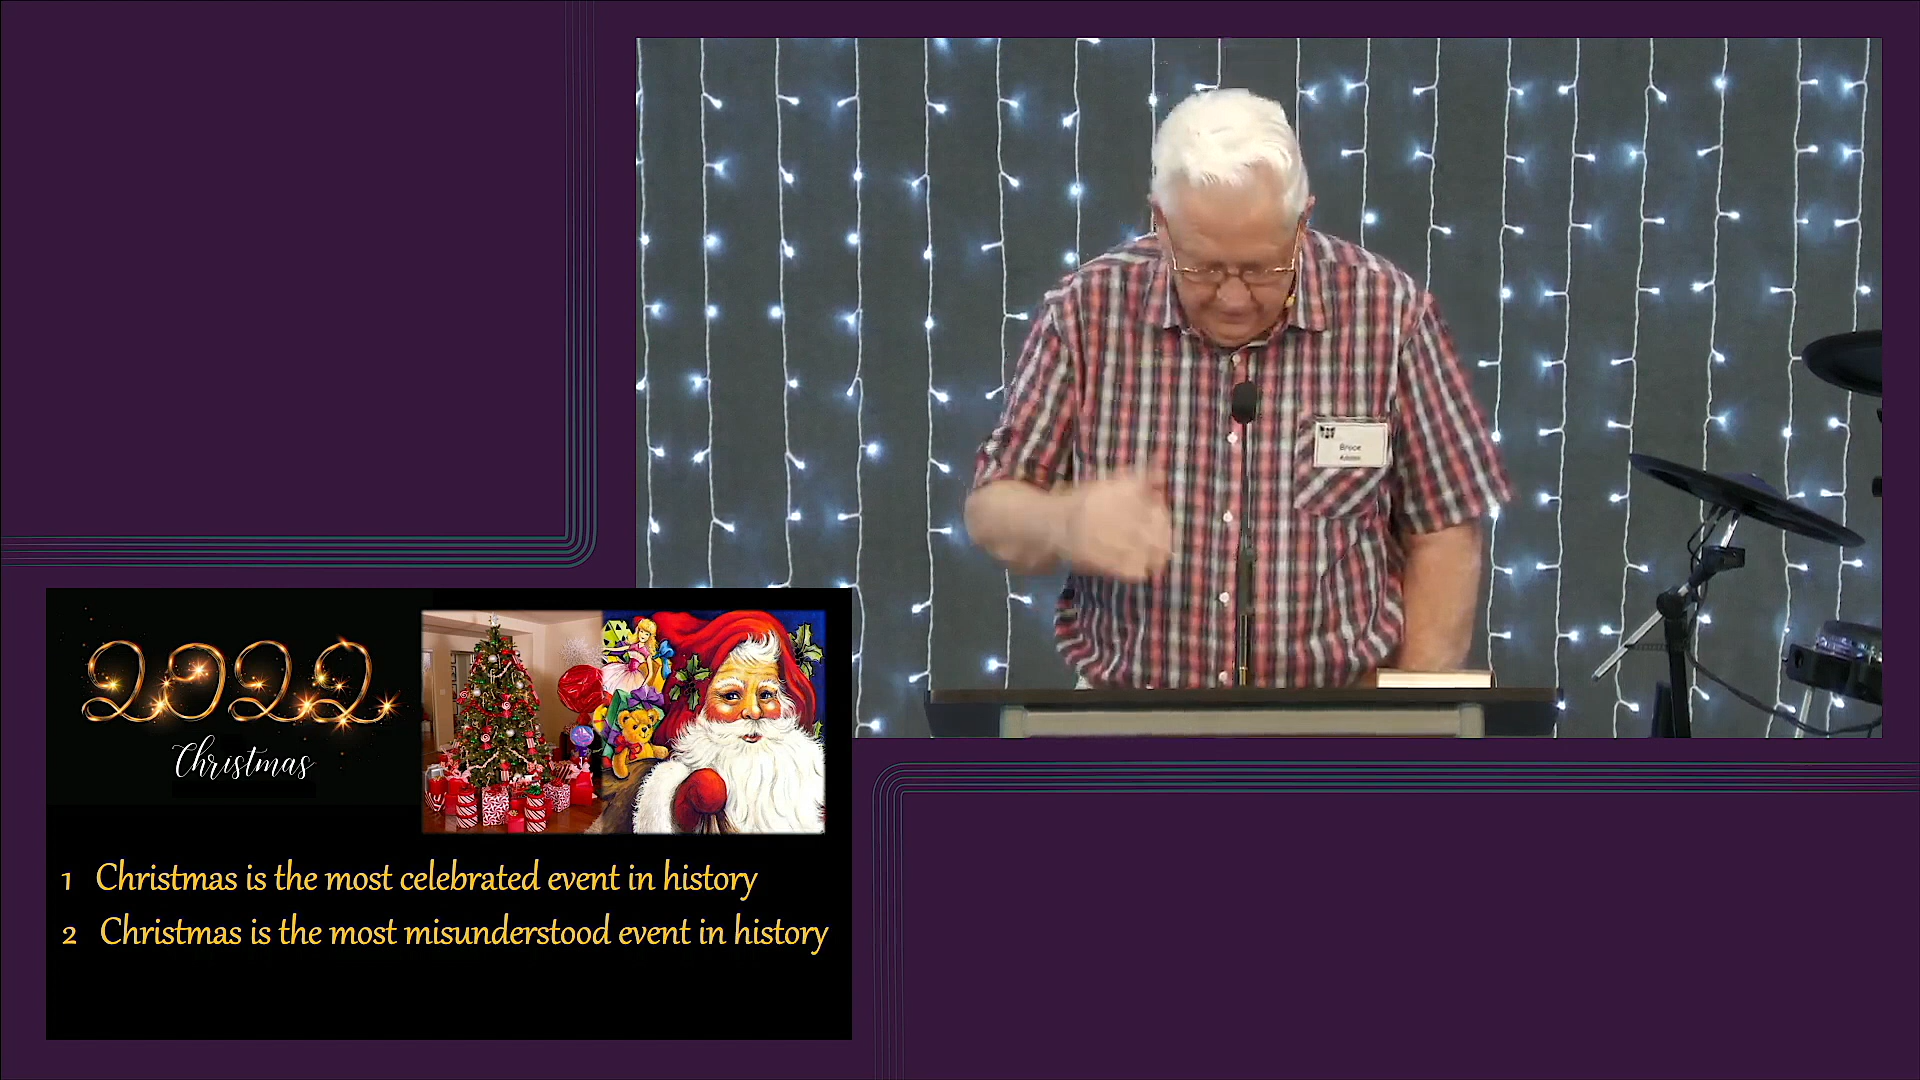 Bruce
2022
Christmas
1 Christmas is the most celebrated event in history
2 Christmas is the most misunderstood event in history